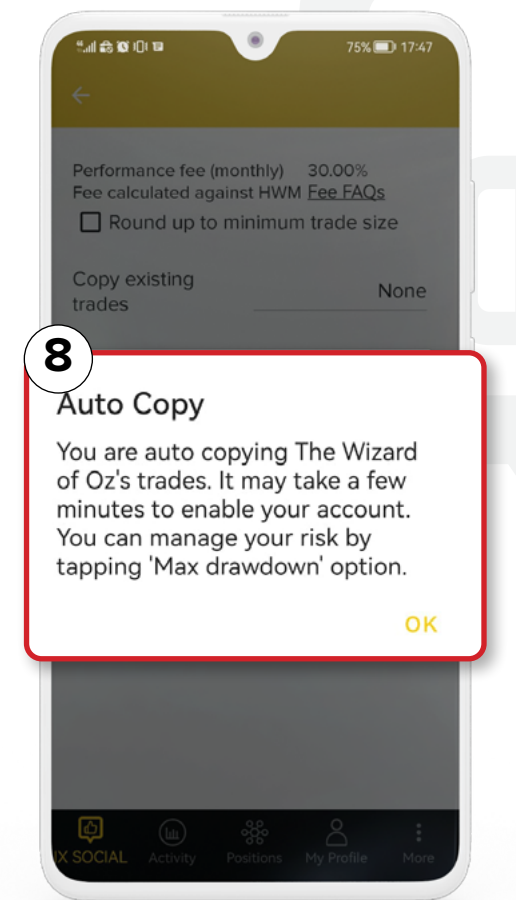 75% 17:47
Performance fee (monthly) 30.00%
Fee calculated against HWM Fee FAQs
Round up to minimum trade size
Copy existing
trades
None
8
Auto Copy
You are auto copying The Wizard
of Oz's trades. It may take a few
minutes to enable your account.
You can manage your risk by
tapping 'Max drawdown' option.
OK
IX SOCIAL Activity Positions My Profile More